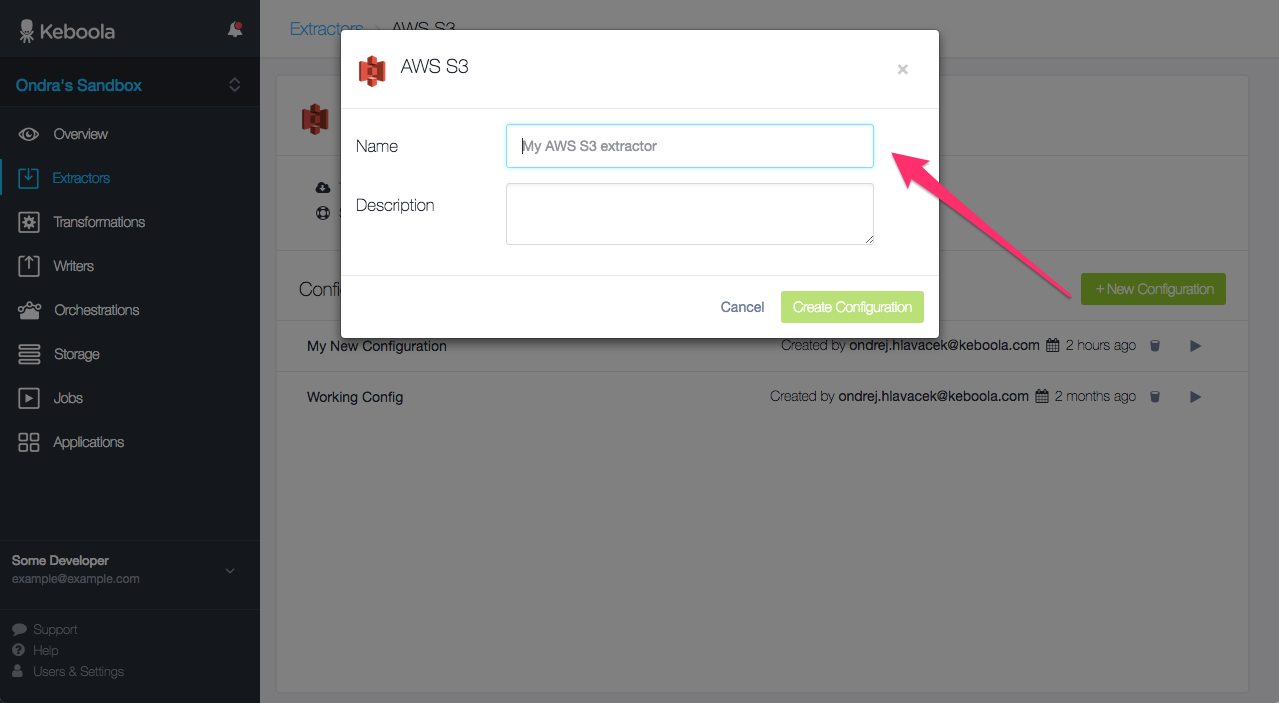 Keboola
Extractors > AWS S3
Ondra's Sandbox
Overview
Extractors
Transformations
Writers
Orchestrations
Storage
Jobs
Applications
Some Developer
example@example.com
Support
Help
Users & Settings
AWS S3
×
Name
My AWS S3 extractor
Description
Cancel
Create Configuration
Confi
+ New Configuration
My New Configuration
Created by ondrej.hlavacek@keboola.com 2 hours ago
Working Config
Created by ondrej.hlavacek@keboola.com 2 months ago